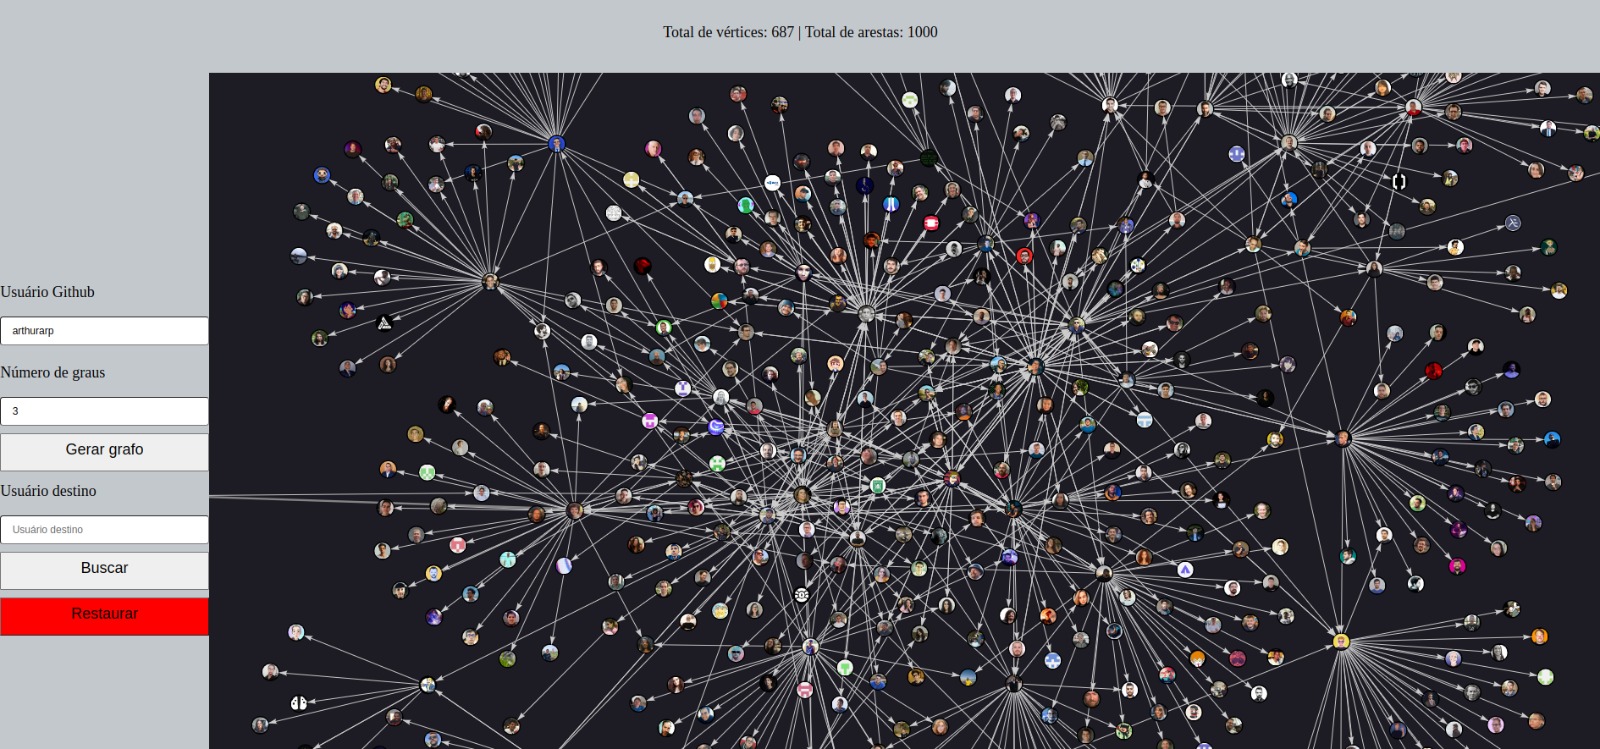 Total de vértices: 687 | Total de arestas: 1000
Usuário Github
arthurarp
Número de graus
3
Gerar grafo
Usuário destino
Usuário destino
Buscar
Restaurar